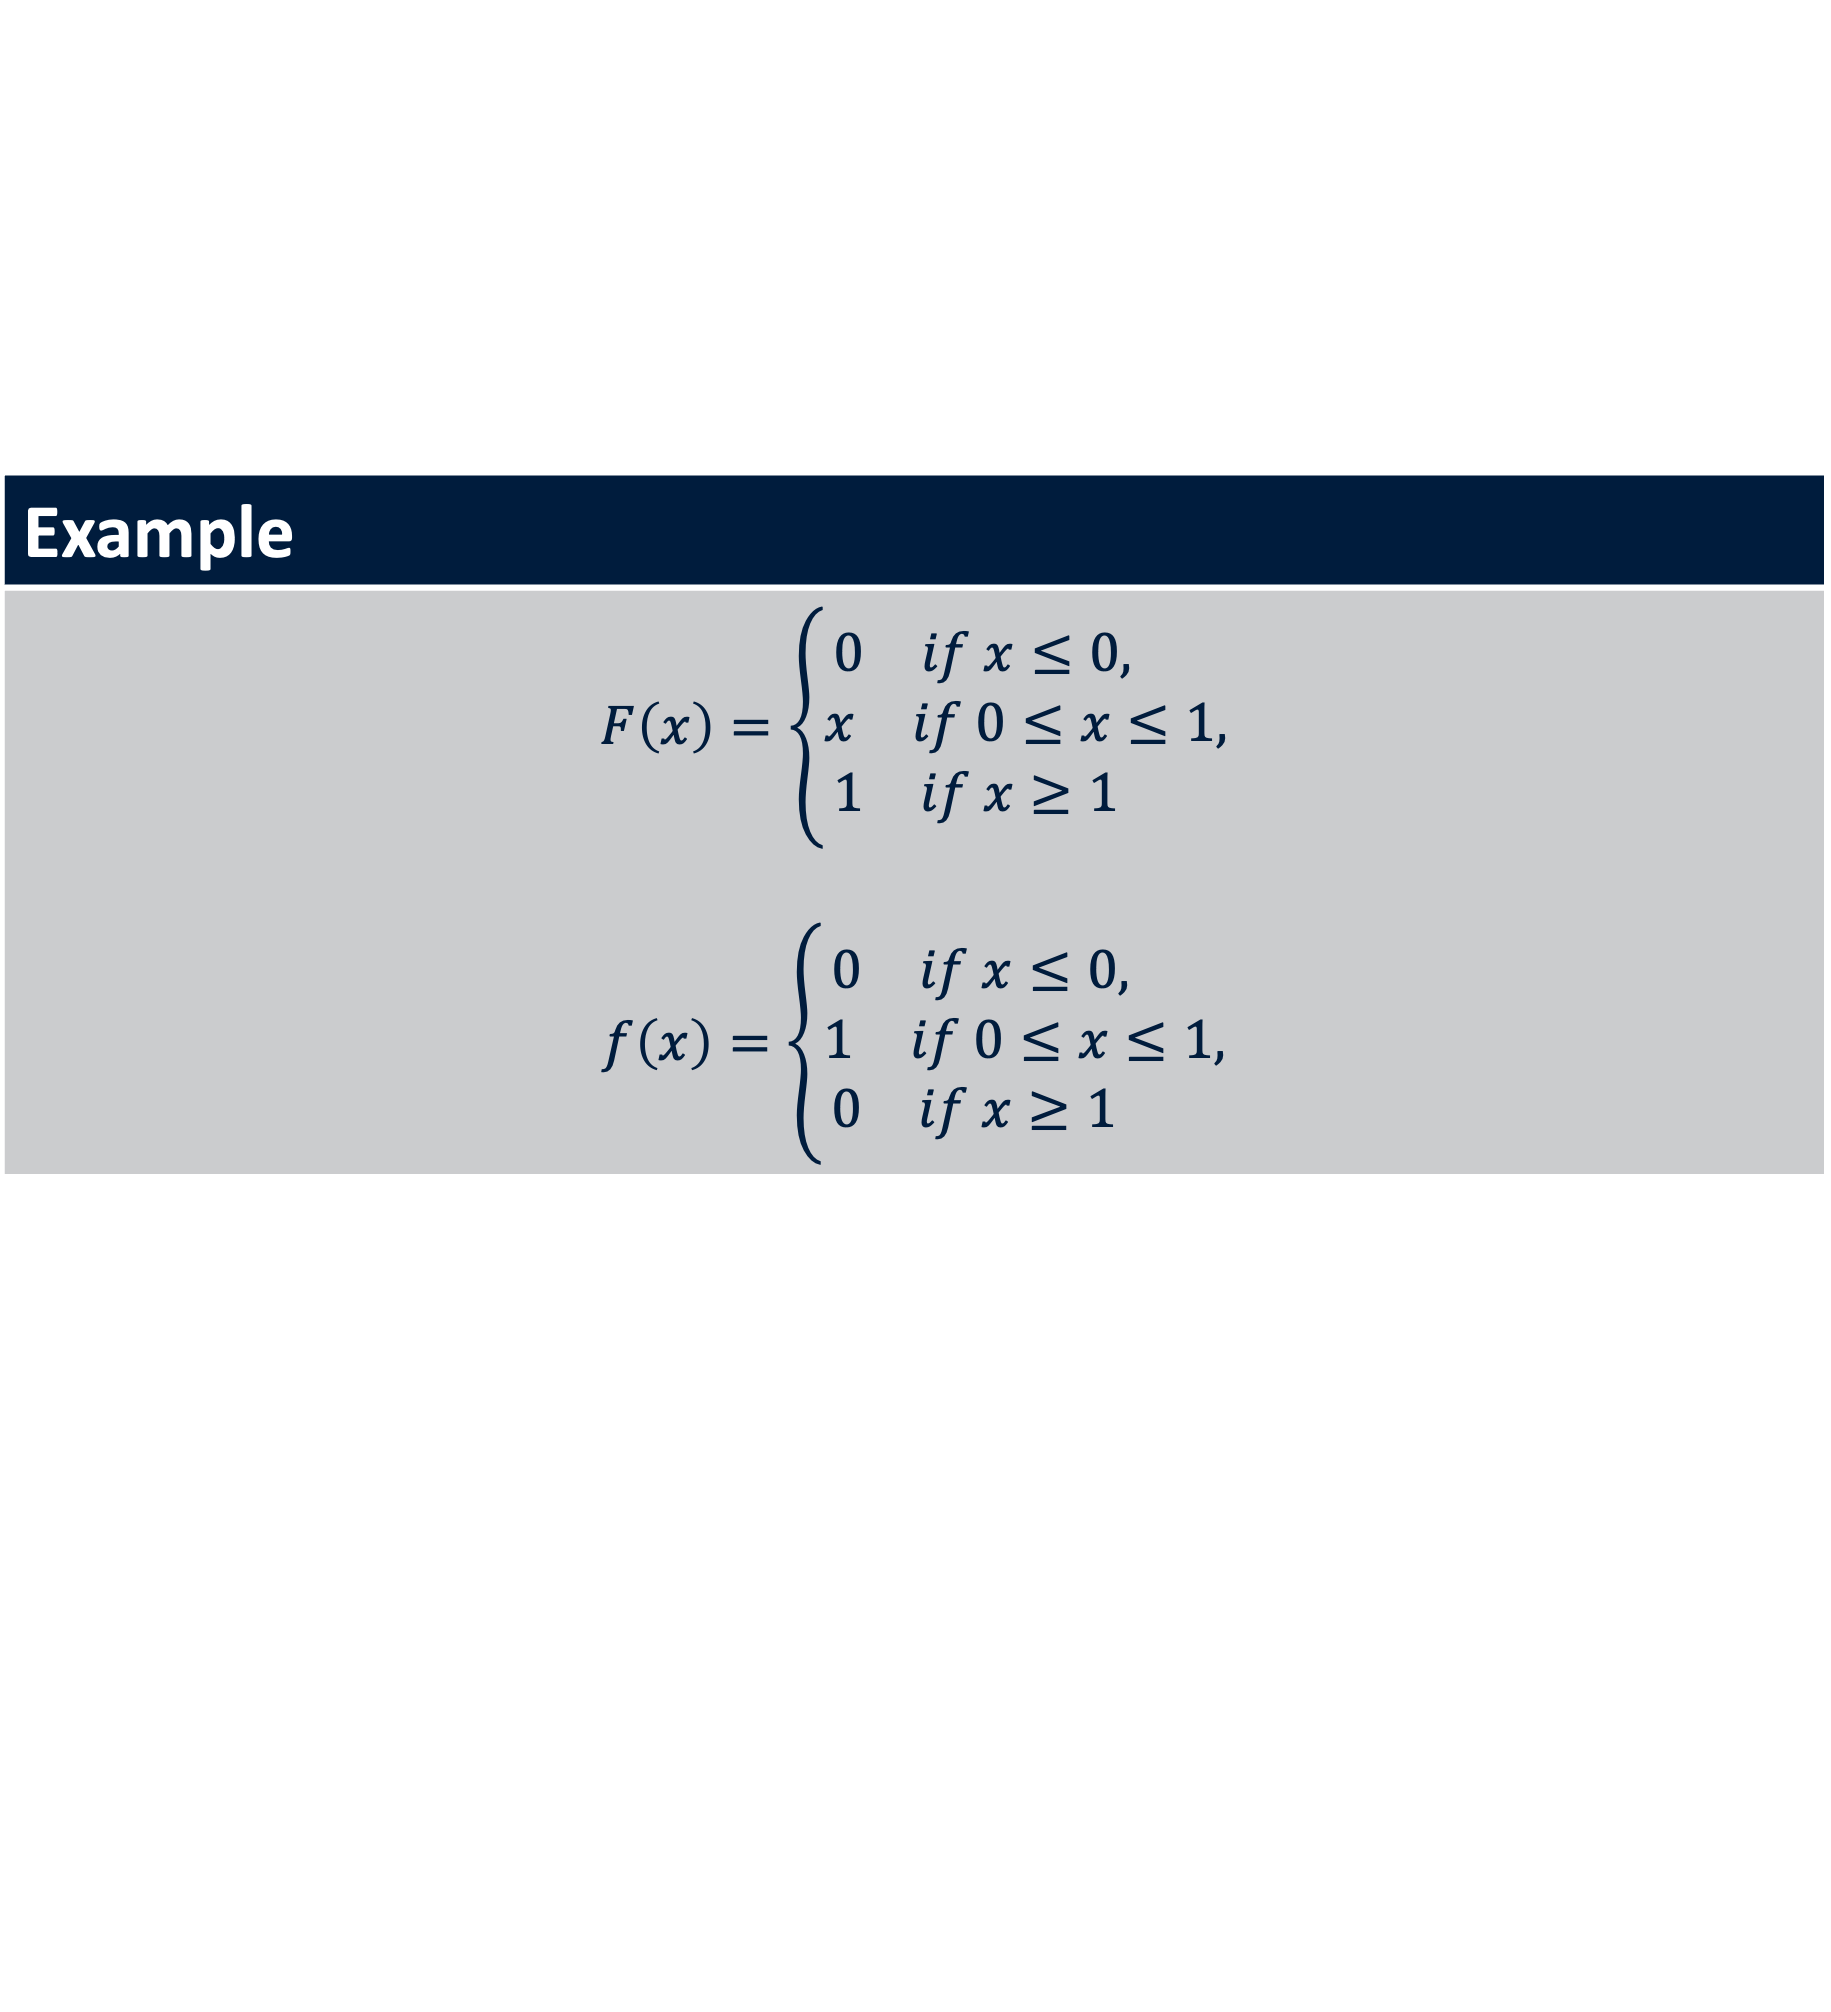 Example
0 if x ≤ 0,
F(x) = { x if 0 ≤ x ≤ 1,
1 if x ≥ 1
0 if x ≤ 0,
f(x) = { 1 if 0 ≤ x ≤ 1,
0 if x ≥ 1